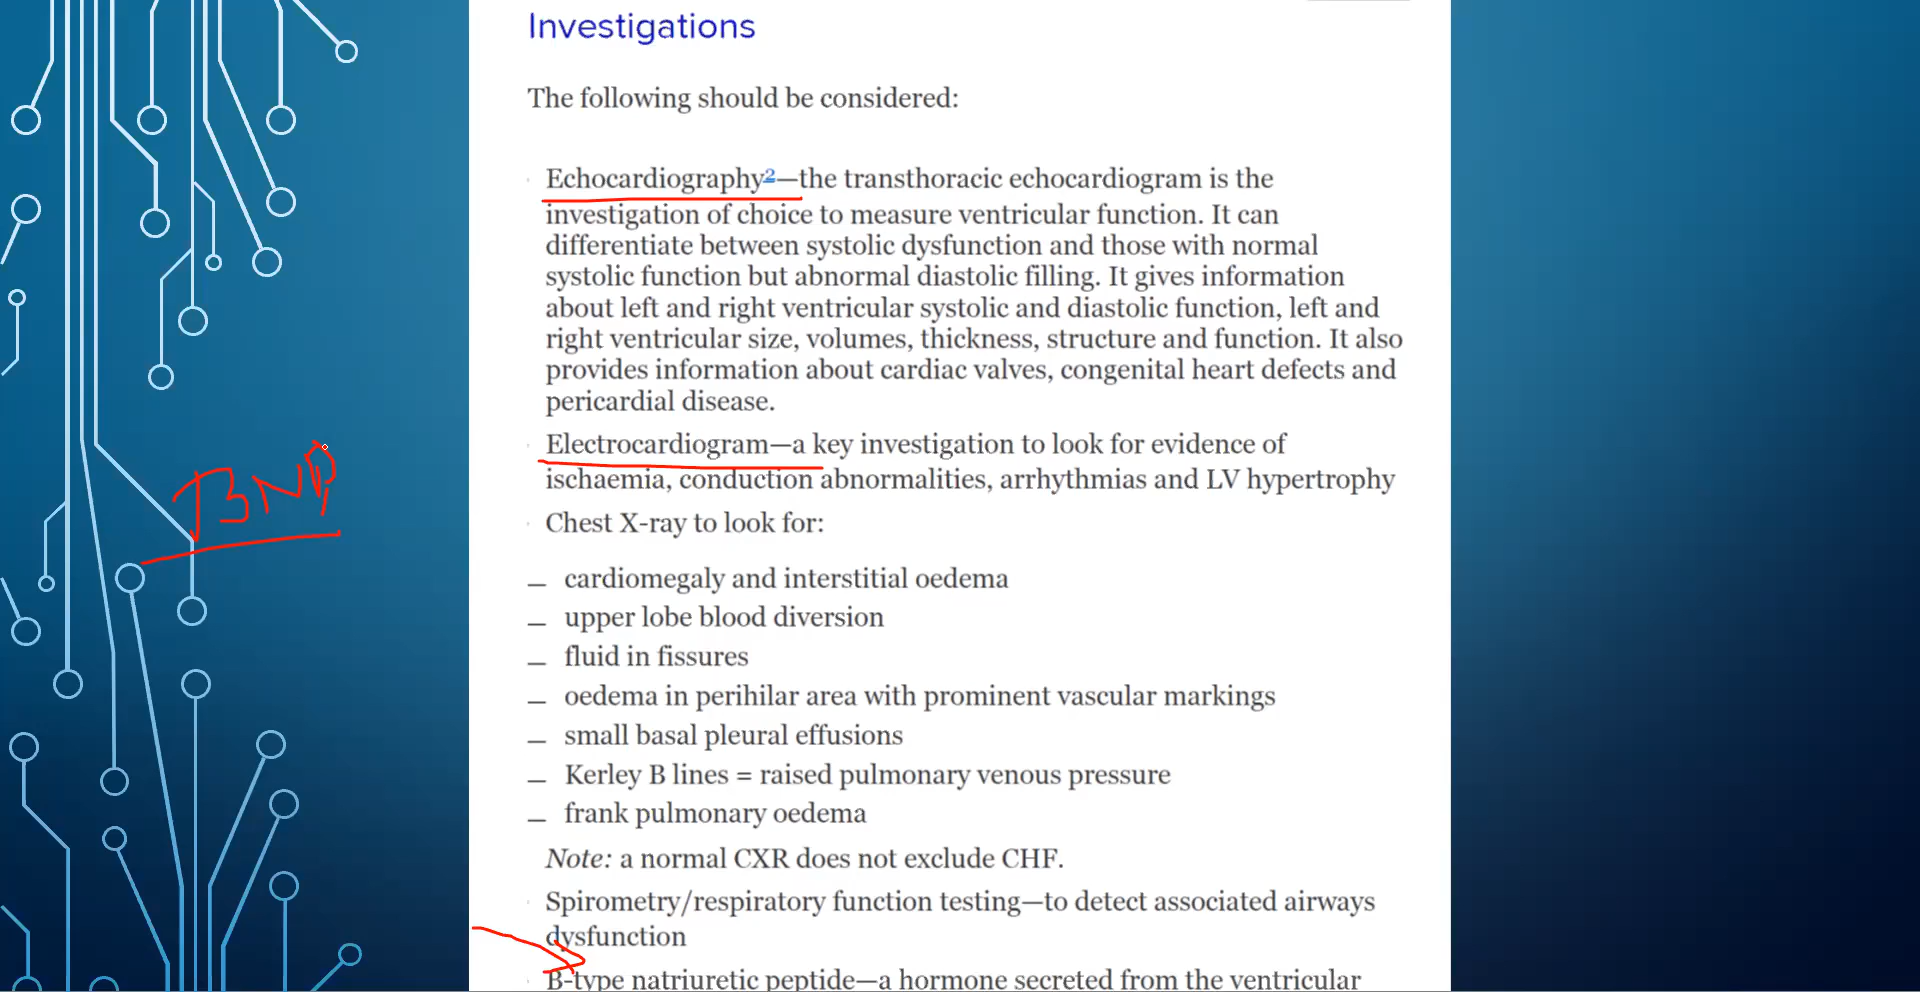 Investigations
The following should be considered:
Echocardiography2—the transthoracic echocardiogram is the
investigation of choice to measure ventricular function. It can
differentiate between systolic dysfunction and those with normal
systolic function but abnormal diastolic filling. It gives information
about left and right ventricular systolic and diastolic function, left and
right ventricular size, volumes, thickness, structure and function. It also
provides information about cardiac valves, congenital heart defects and
pericardial disease.
Electrocardiogram—a key investigation to look for evidence of
ischaemia, conduction abnormalities, arrhythmias and LV hypertrophy
BNP
Chest X-ray to look for:
— cardiomegaly and interstitial oedema
— upper lobe blood diversion
— fluid in fissures
— oedema in perihilar area with prominent vascular markings
— small basal pleural effusions
— Kerley B lines = raised pulmonary venous pressure
— frank pulmonary oedema
Note: a normal CXR does not exclude CHF.
Spirometry/respiratory function testing—to detect associated airways
dysfunction
B-type natriuretic peptide—a hormone secreted from the ventricular